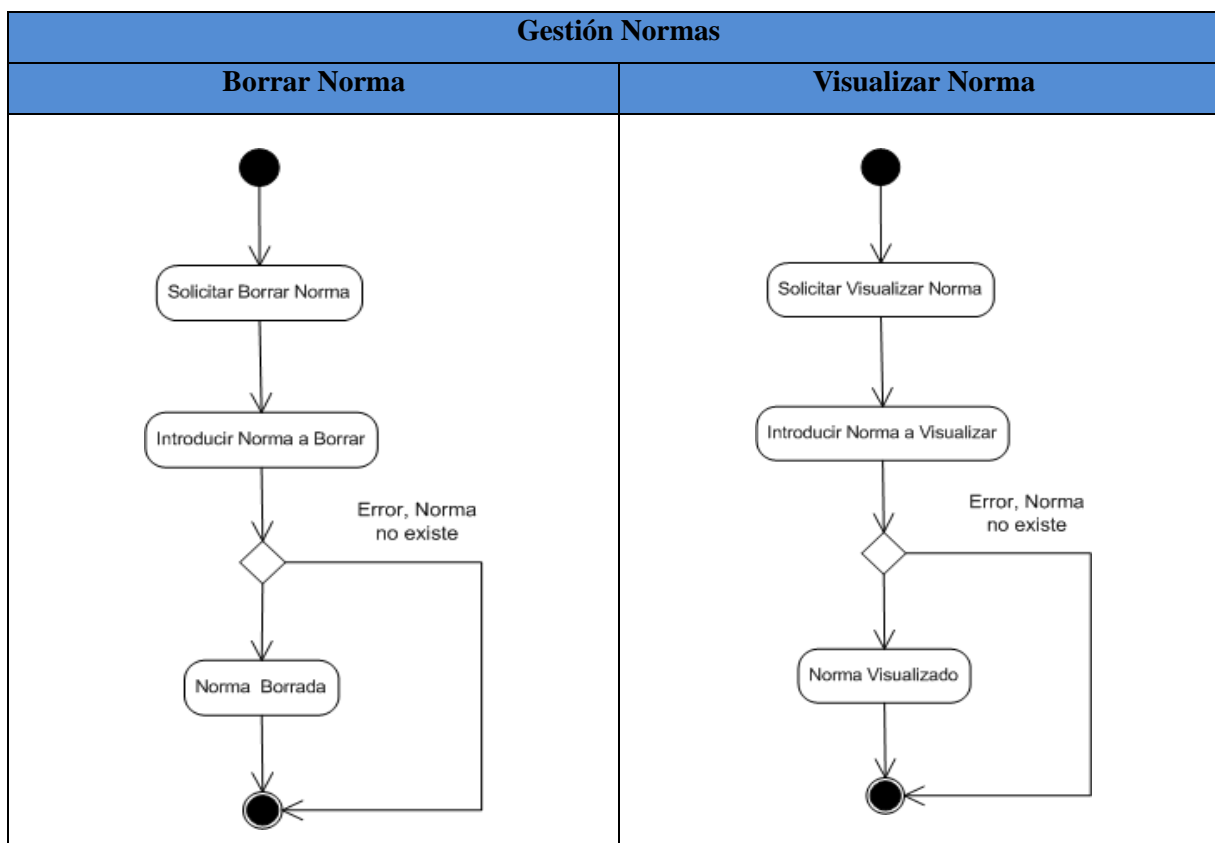 Gestión Normas
Borrar Norma
Visualizar Norma
Solicitar Borrar Norma
Introducir Norma a Borrar
Error, Norma
no existe
Norma Borrada
Solicitar Visualizar Norma
Introducir Norma a Visualizar
Error, Norma
no existe
Norma Visualizado